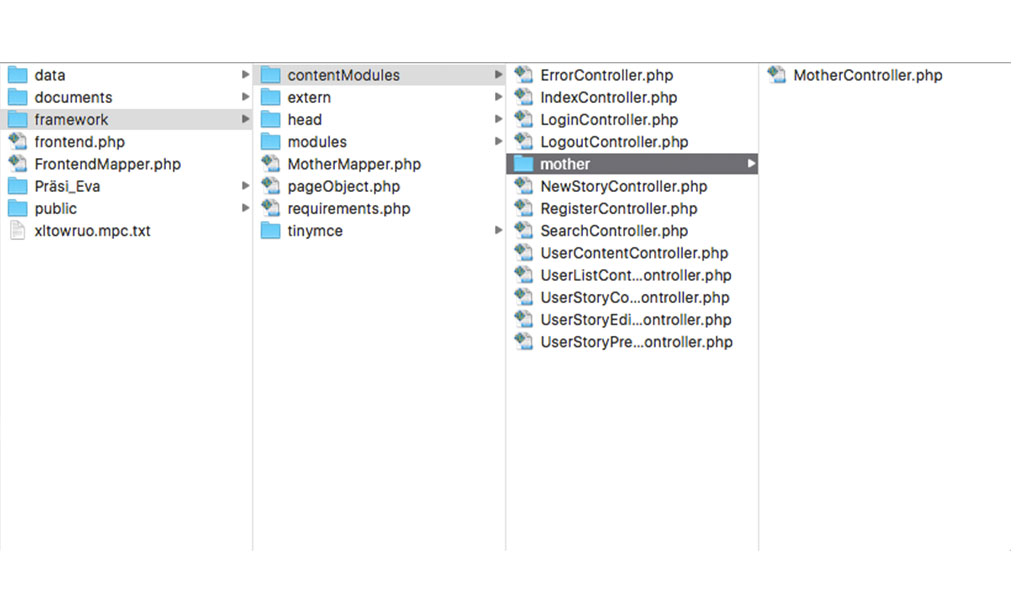 data
documents
framework
frontend.php
FrontendMapper.php
Präsi_Eva
public
xltowruo.mpc.txt
contentModules
extern
head
modules
MotherMapper.php
pageObject.php
requirements.php
tinymce
ErrorController.php
IndexController.php
LoginController.php
LogoutController.php
mother
NewStoryController.php
RegisterController.php
SearchController.php
UserContentController.php
UserListCont...ontroller.php
UserStoryCo...ontroller.php
UserStoryEdi...ontroller.php
UserStoryPre...ontroller.php
MotherController.php